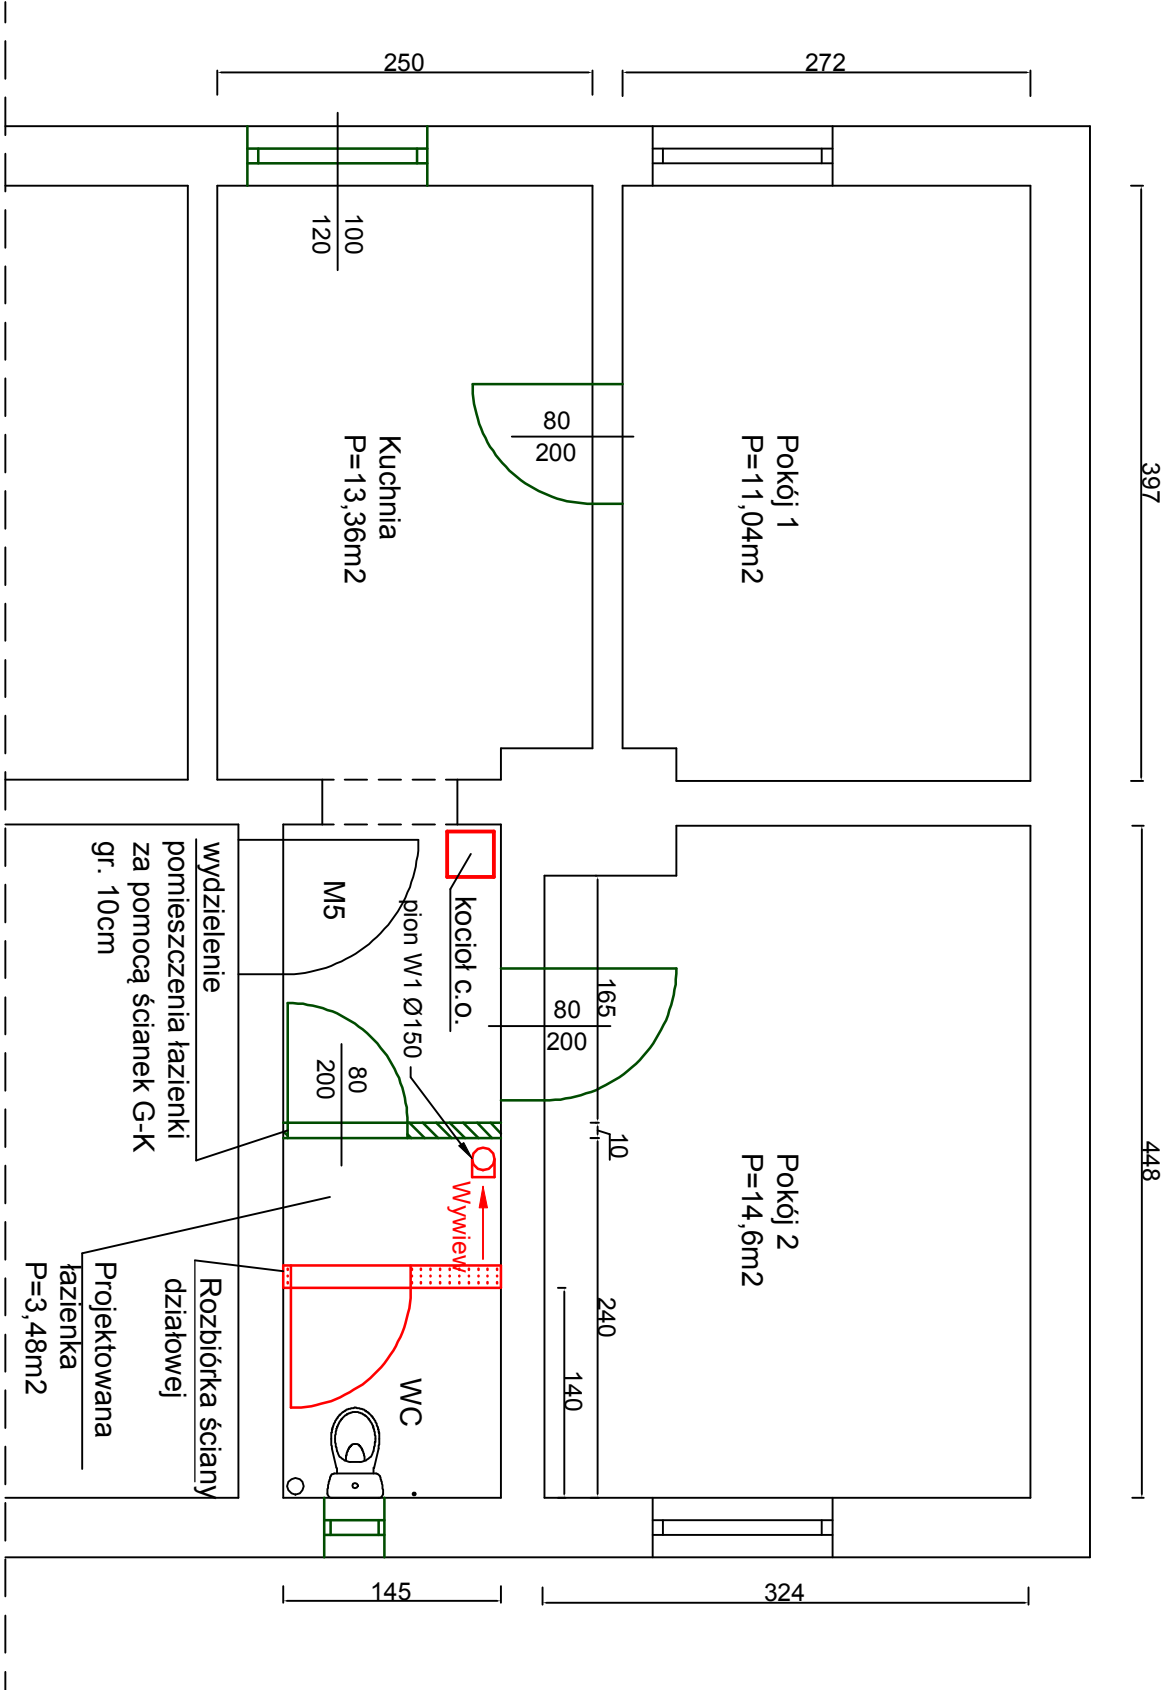 250
272
397
448
324
145
100
120
80
200
Pokój 1
P=11,04m2
Kuchnia
P=13,36m2
Pokój 2
P=14,6m2
165
80
200
10
240
140
kocioł c.o.
pion W1 Ø150
M5
80
200
Wywiew
WC
wydzielenie
pomieszczenia łazienki
za pomocą ścianek G-K
gr. 10cm
Rozbiórka ściany
działowej
Projektowana
łazienka
P=3,48m2